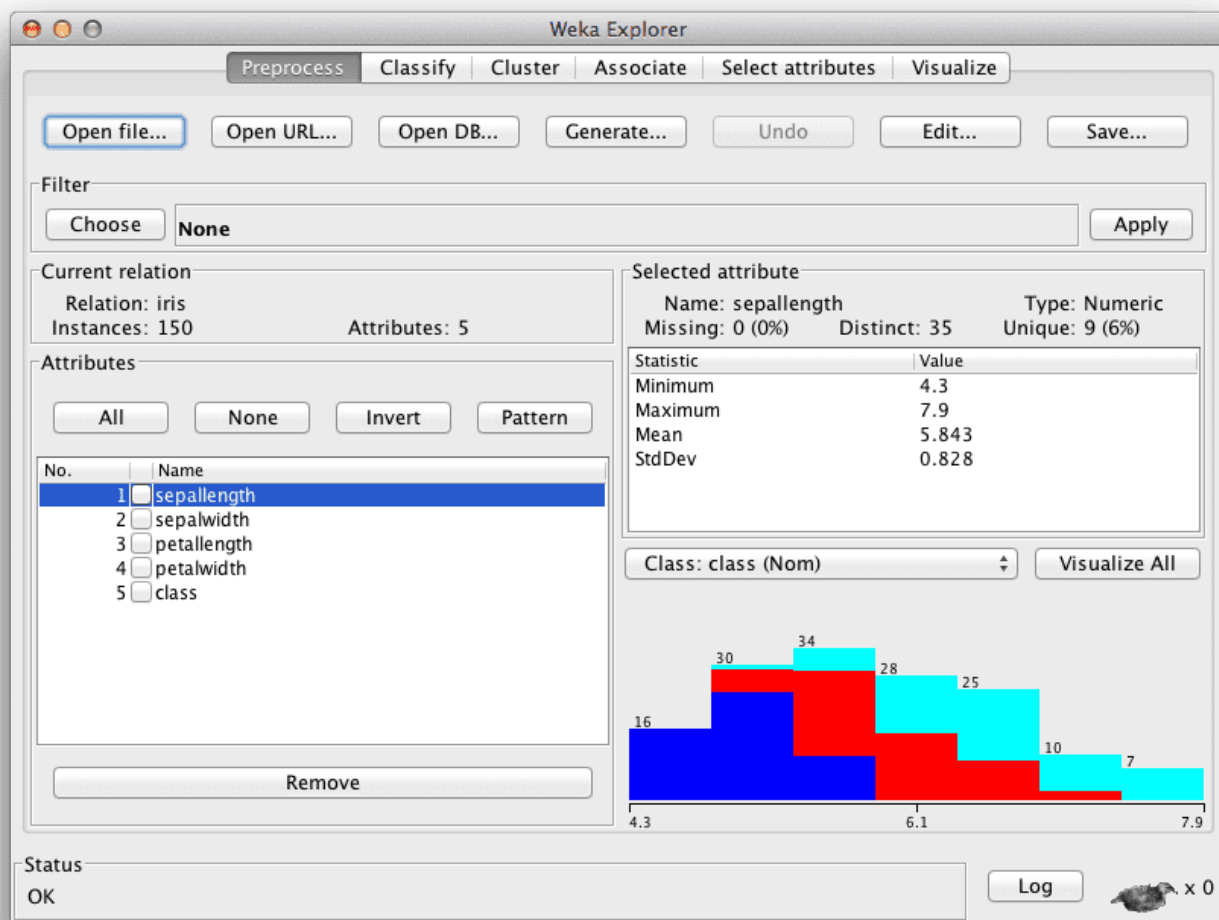 Weka Explorer
Preprocess Classify Cluster Associate Select attributes Visualize
Open file... Open URL... Open DB... Generate... Undo Edit... Save...
Filter
Choose None Apply
Current relation
Relation: iris
Instances: 150 Attributes: 5
Attributes
All None Invert Pattern
No. Name
1 sepallength
2 sepalwidth
3 petallength
4 petalwidth
5 class
Remove
Selected attribute
Name: sepallength Type: Numeric
Missing: 0 (0%) Distinct: 35 Unique: 9 (6%)
Statistic Value
Minimum 4.3
Maximum 7.9
Mean 5.843
StdDev 0.828
Class: class (Nom) Visualize All
16 30 34 28 25 10 7
4.3 6.1 7.9
Status
OK
Log x 0